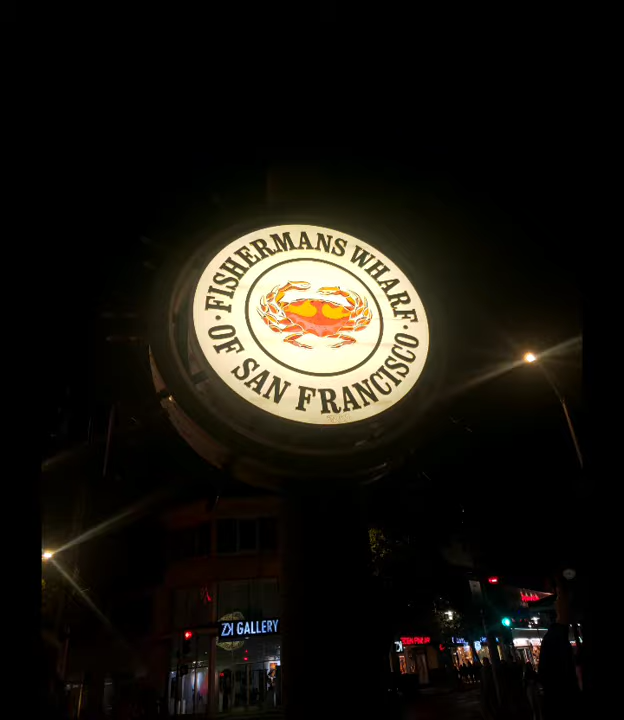 FISHERMANS WHARF
· OF SAN FRANCISCO ·
ZK GALLERY